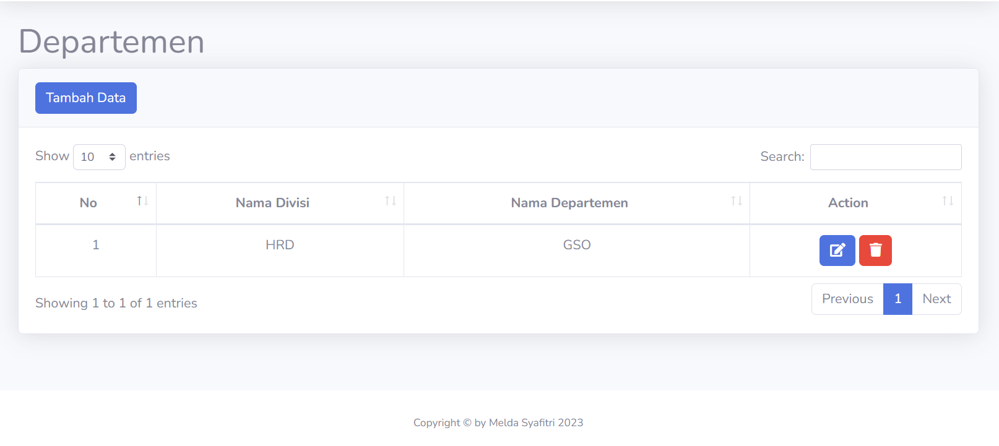 Departemen
Tambah Data
Show 10 entries
Search:
No Nama Divisi Nama Departemen Action
1 HRD GSO
Showing 1 to 1 of 1 entries
Previous 1 Next
Copyright © by Melda Syafitri 2023